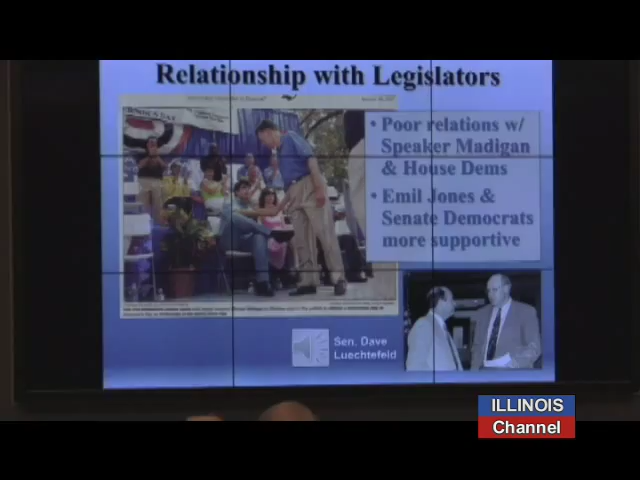 Relationship with Legislators
• Poor relations w/
Speaker Madigan
& House Dems
• Emil Jones &
Senate Democrats
more supportive
Sen. Dave
Luechtefeld
ILLINOIS
Channel